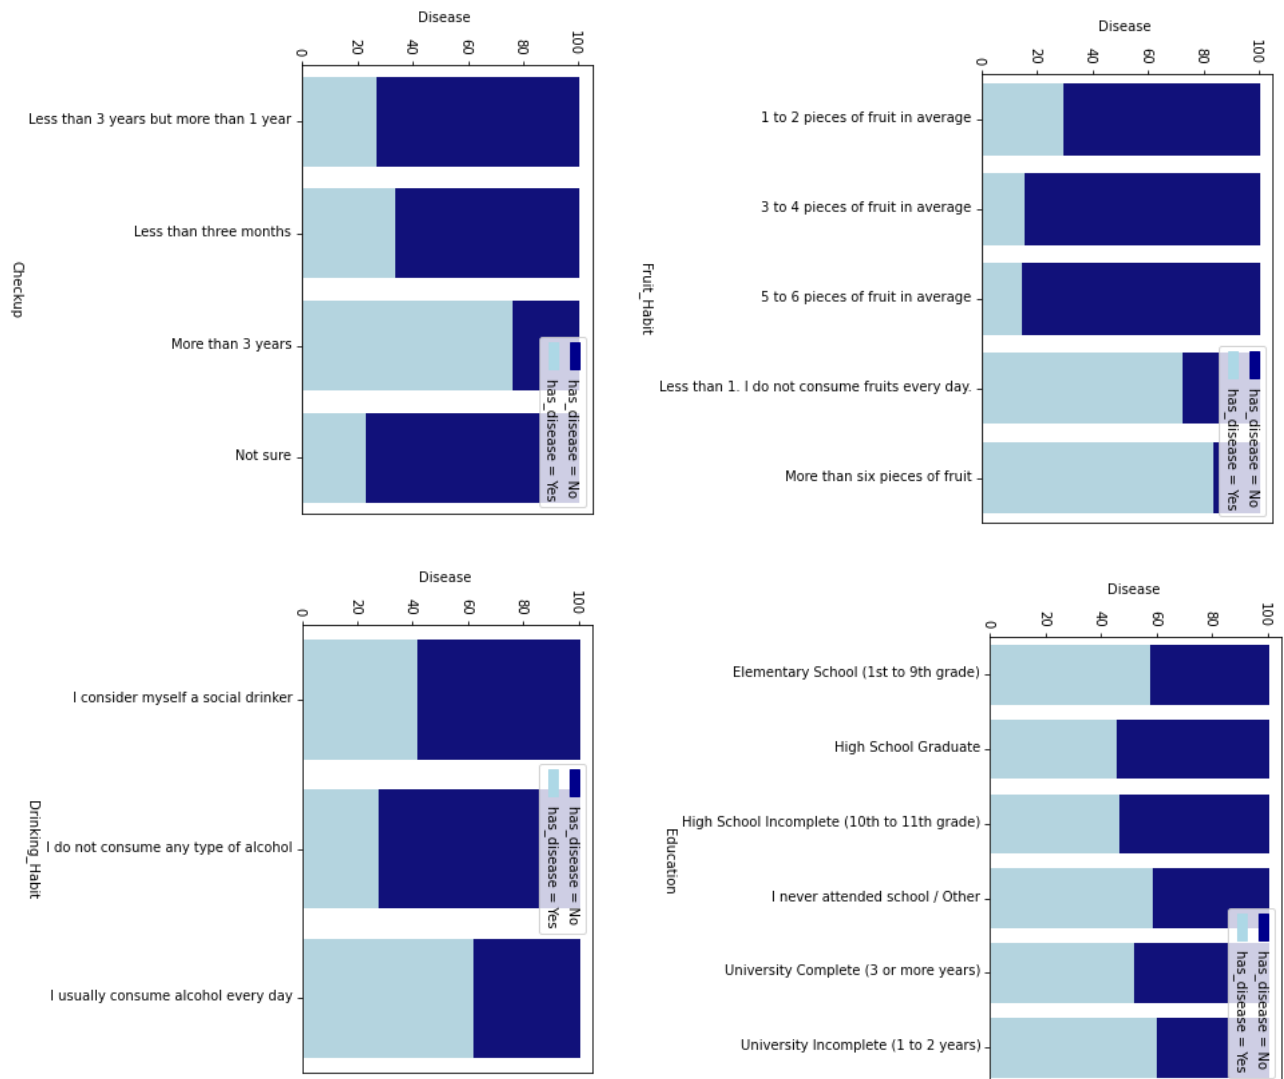 Disease
0
20
40
60
80
100
Less than 3 years but more than 1 year
Less than three months
More than 3 years
Not sure
Checkup
has_disease = No
has_disease = Yes
Disease
0
20
40
60
80
100
1 to 2 pieces of fruit in average
3 to 4 pieces of fruit in average
5 to 6 pieces of fruit in average
Less than 1. I do not consume fruits every day.
More than six pieces of fruit
Fruit_Habit
has_disease = No
has_disease = Yes
Disease
0
20
40
60
80
100
I consider myself a social drinker
I do not consume any type of alcohol
I usually consume alcohol every day
Drinking_Habit
has_disease = No
has_disease = Yes
Disease
0
20
40
60
80
100
Elementary School (1st to 9th grade)
High School Graduate
High School Incomplete (10th to 11th grade)
I never attended school / Other
University Complete (3 or more years)
University Incomplete (1 to 2 years)
Education
has_disease = No
has_disease = Yes